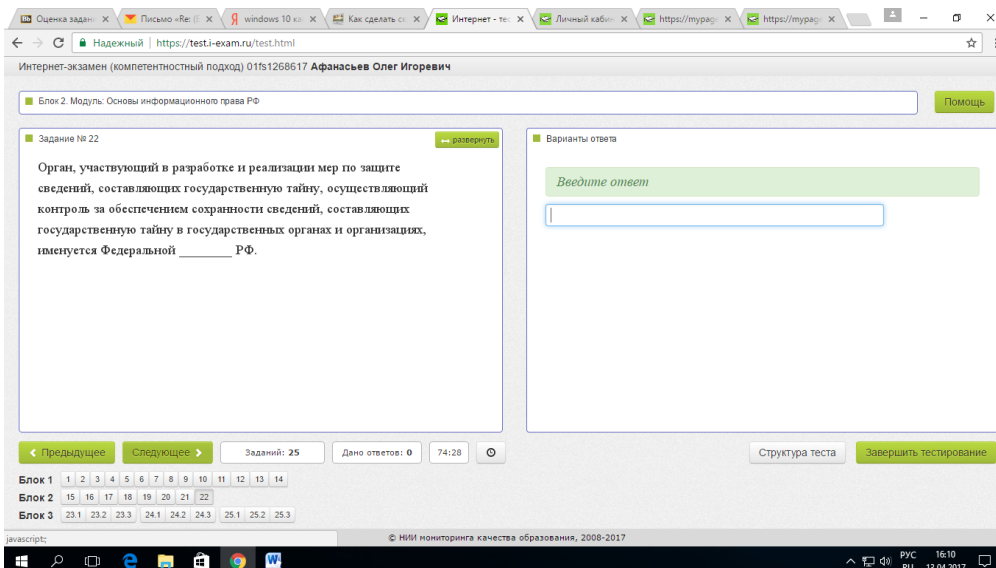 Оценка задани
Письмо «Re: (Б
windows 10 ка
Как сделать с
Интернет - тес
Личный кабин
https://mypage
https://mypage
Надежный | https://test.i-exam.ru/test.html
Интернет-экзамен (компетентностный подход) 01fs1268617 Афанасьев Олег Игоревич
Блок 2. Модуль: Основы информационного права РФ
Помощь
Задание № 22
развернуть
Орган, участвующий в разработке и реализации мер по защите
сведений, составляющих государственную тайну, осуществляющий
контроль за обеспечением сохранности сведений, составляющих
государственную тайну в государственных органах и организациях,
именуется Федеральной ________ РФ.
Варианты ответа
Введите ответ
Предыдущее
Следующее
Заданий: 25
Дано ответов: 0
74:28
Структура теста
Завершить тестирование
Блок 1 1 2 3 4 5 6 7 8 9 10 11 12 13 14
Блок 2 15 16 17 18 19 20 21 22
Блок 3 23.1 23.2 23.3 24.1 24.2 24.3 25.1 25.2 25.3
javascript:;
© НИИ мониторинга качества образования, 2008-2017
РУС 16:10
RU 13.04.2017